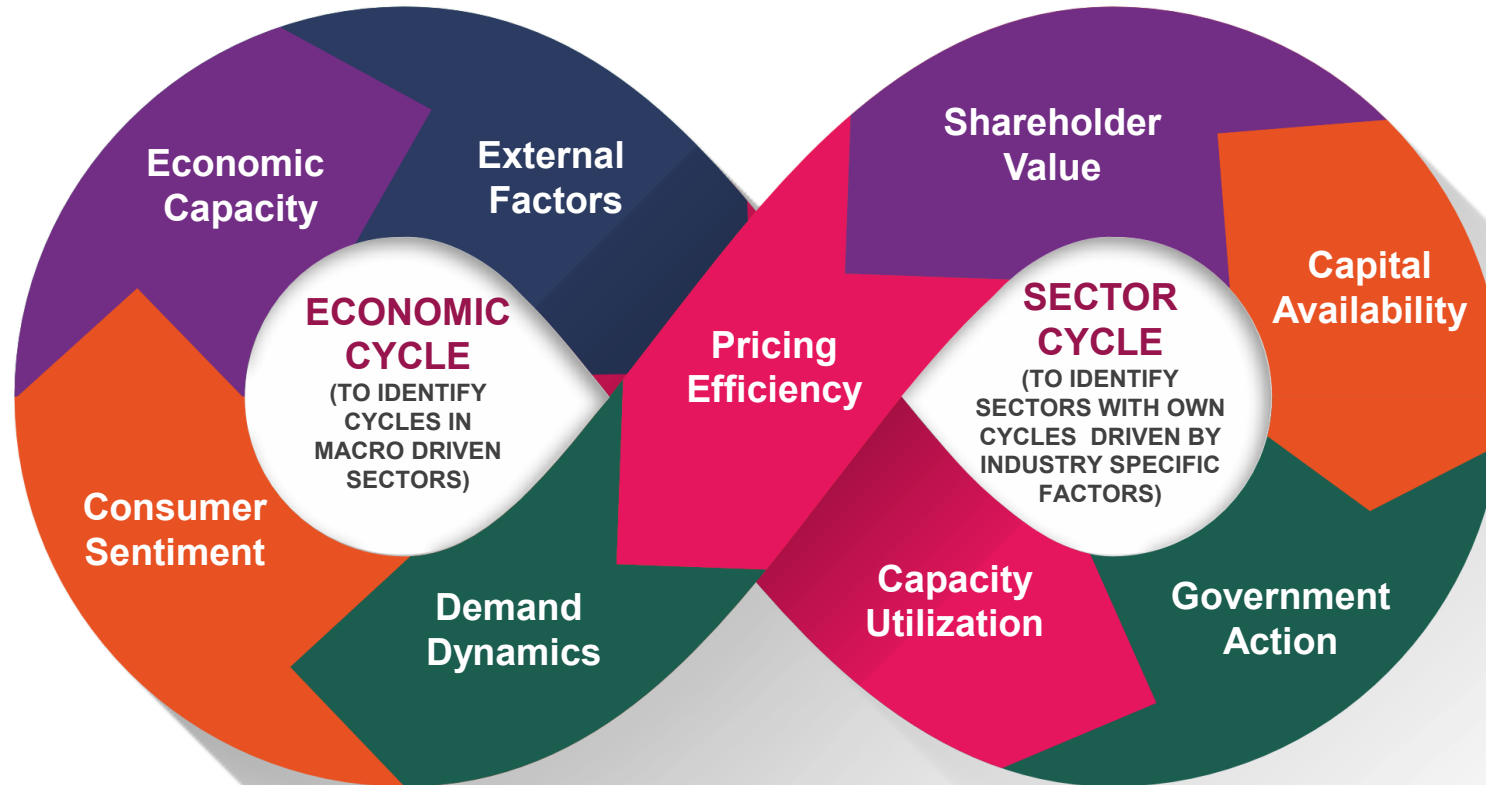 Economic
Capacity
External
Factors
ECONOMIC
CYCLE
(TO IDENTIFY
CYCLES IN
MACRO DRIVEN
SECTORS)
Consumer
Sentiment
Demand
Dynamics
Pricing
Efficiency
Shareholder
Value
Capital
Availability
SECTOR
CYCLE
(TO IDENTIFY
SECTORS WITH OWN
CYCLES DRIVEN BY
INDUSTRY SPECIFIC
FACTORS)
Capacity
Utilization
Government
Action